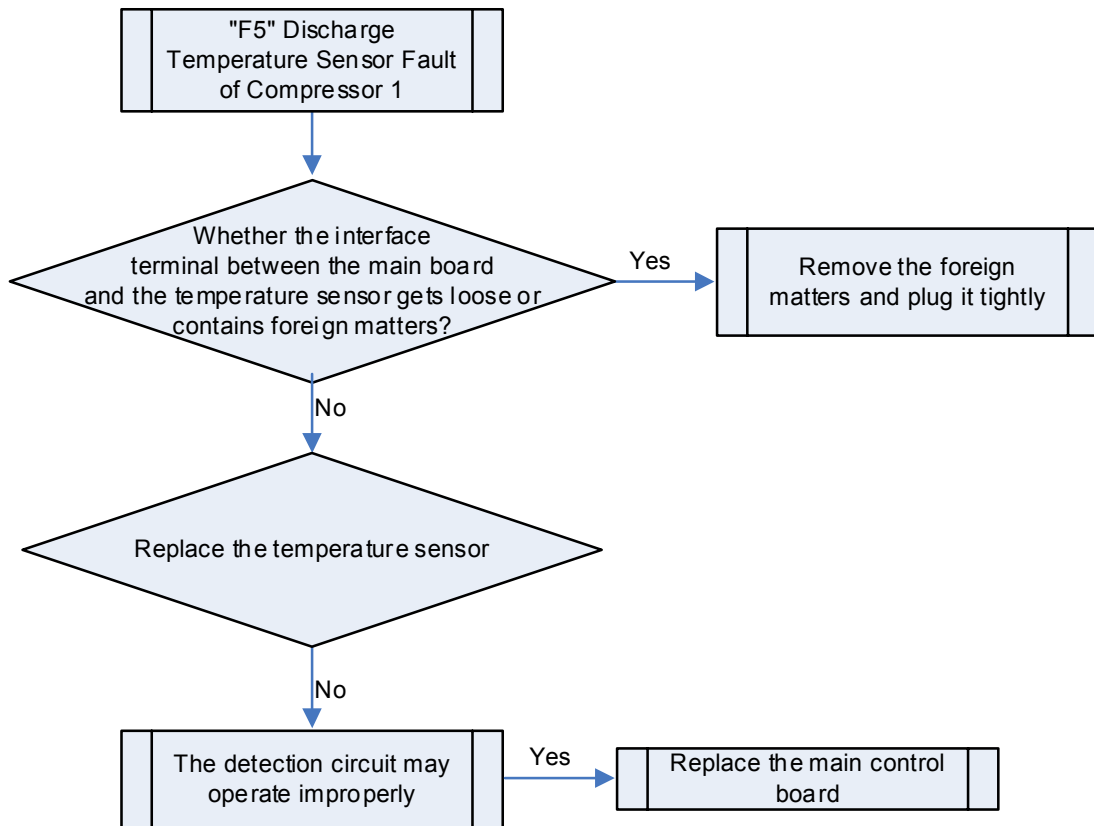 "F5" Discharge
Temperature Sensor Fault
of Compressor 1
Whether the interface
terminal between the main board
and the temperature sensor gets loose or
contains foreign matters?
Yes
Remove the foreign
matters and plug it tightly
No
Replace the temperature sensor
No
The detection circuit may
operate improperly
Yes
Replace the main control
board